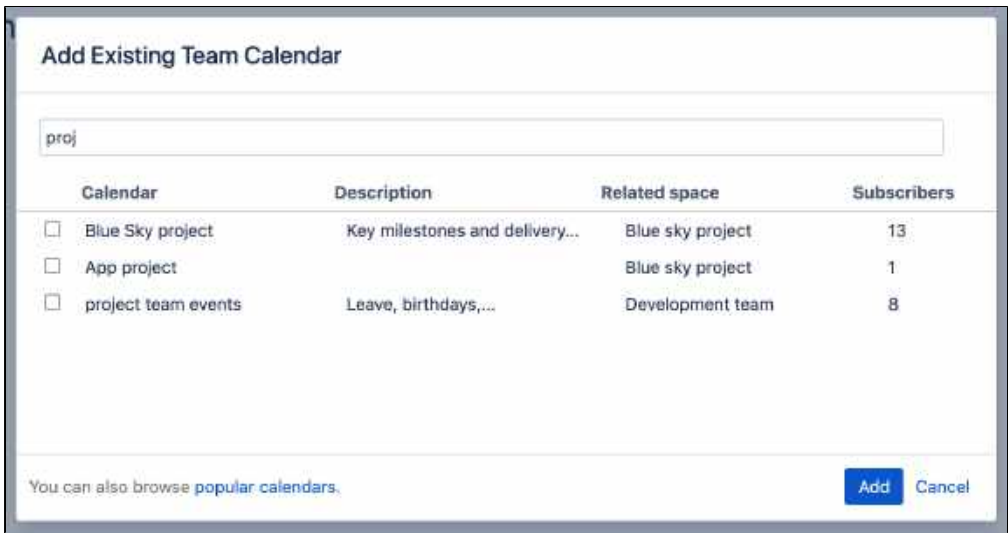 Add Existing Team Calendar
proj
Calendar Description Related space Subscribers
Blue Sky project Key milestones and delivery... Blue sky project 13
App project Blue sky project 1
project team events Leave, birthdays,... Development team 8
You can also browse popular calendars. Add Cancel